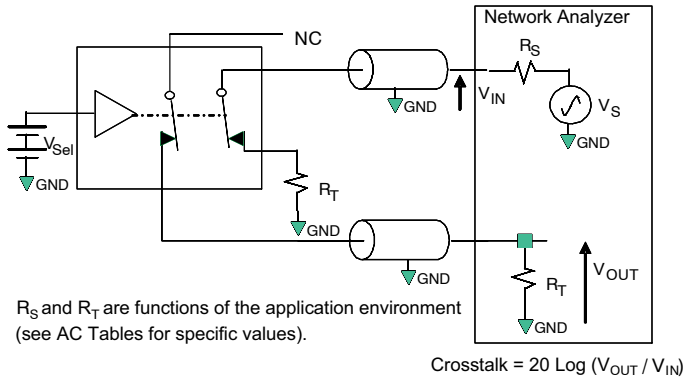 Network Analyzer
NC
RS
GND
VIN
VS
GND
VSel
GND
RT
GND
GND
RT
VOUT
GND
RS and RT are functions of the application environment
(see AC Tables for specific values).
Crosstalk = 20 Log (VOUT / VIN)